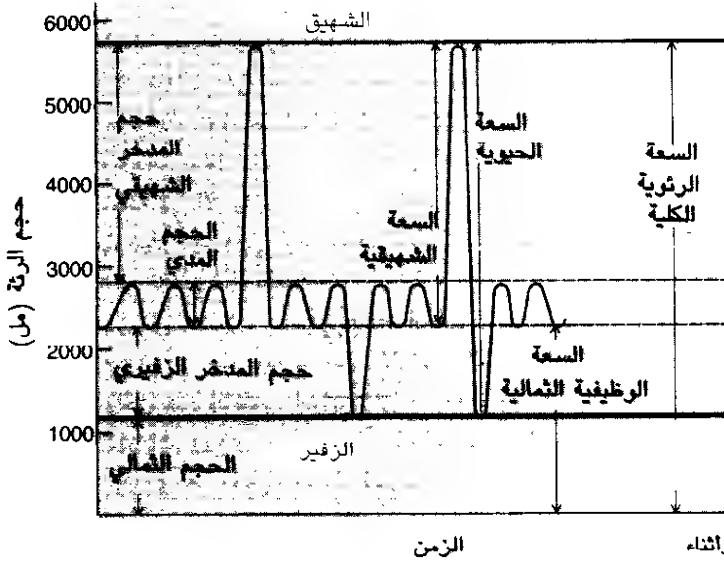 6000
الشهيق
5000
4000
3000
2000
1000
حجم الرئة (مل)
حجم
المدخر
الشهيقي
الحجم
المدي
السعة
الشهيقية
السعة
الحيوية
السعة
الرئوية
الكلية
حجم المدخر الزفيري
السعة
الوظيفية الثمالية
الحجم الثمالي
الزفير
الزمن
أثناء